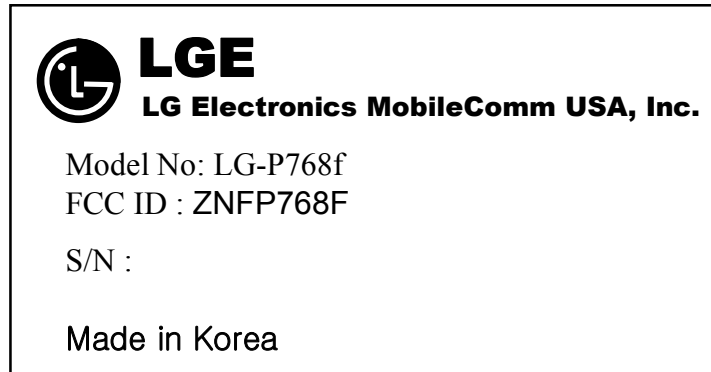 LGE
LG Electronics MobileComm USA, Inc.
Model No: LG-P768f
FCC ID : ZNFP768F
S/N :
Made in Korea